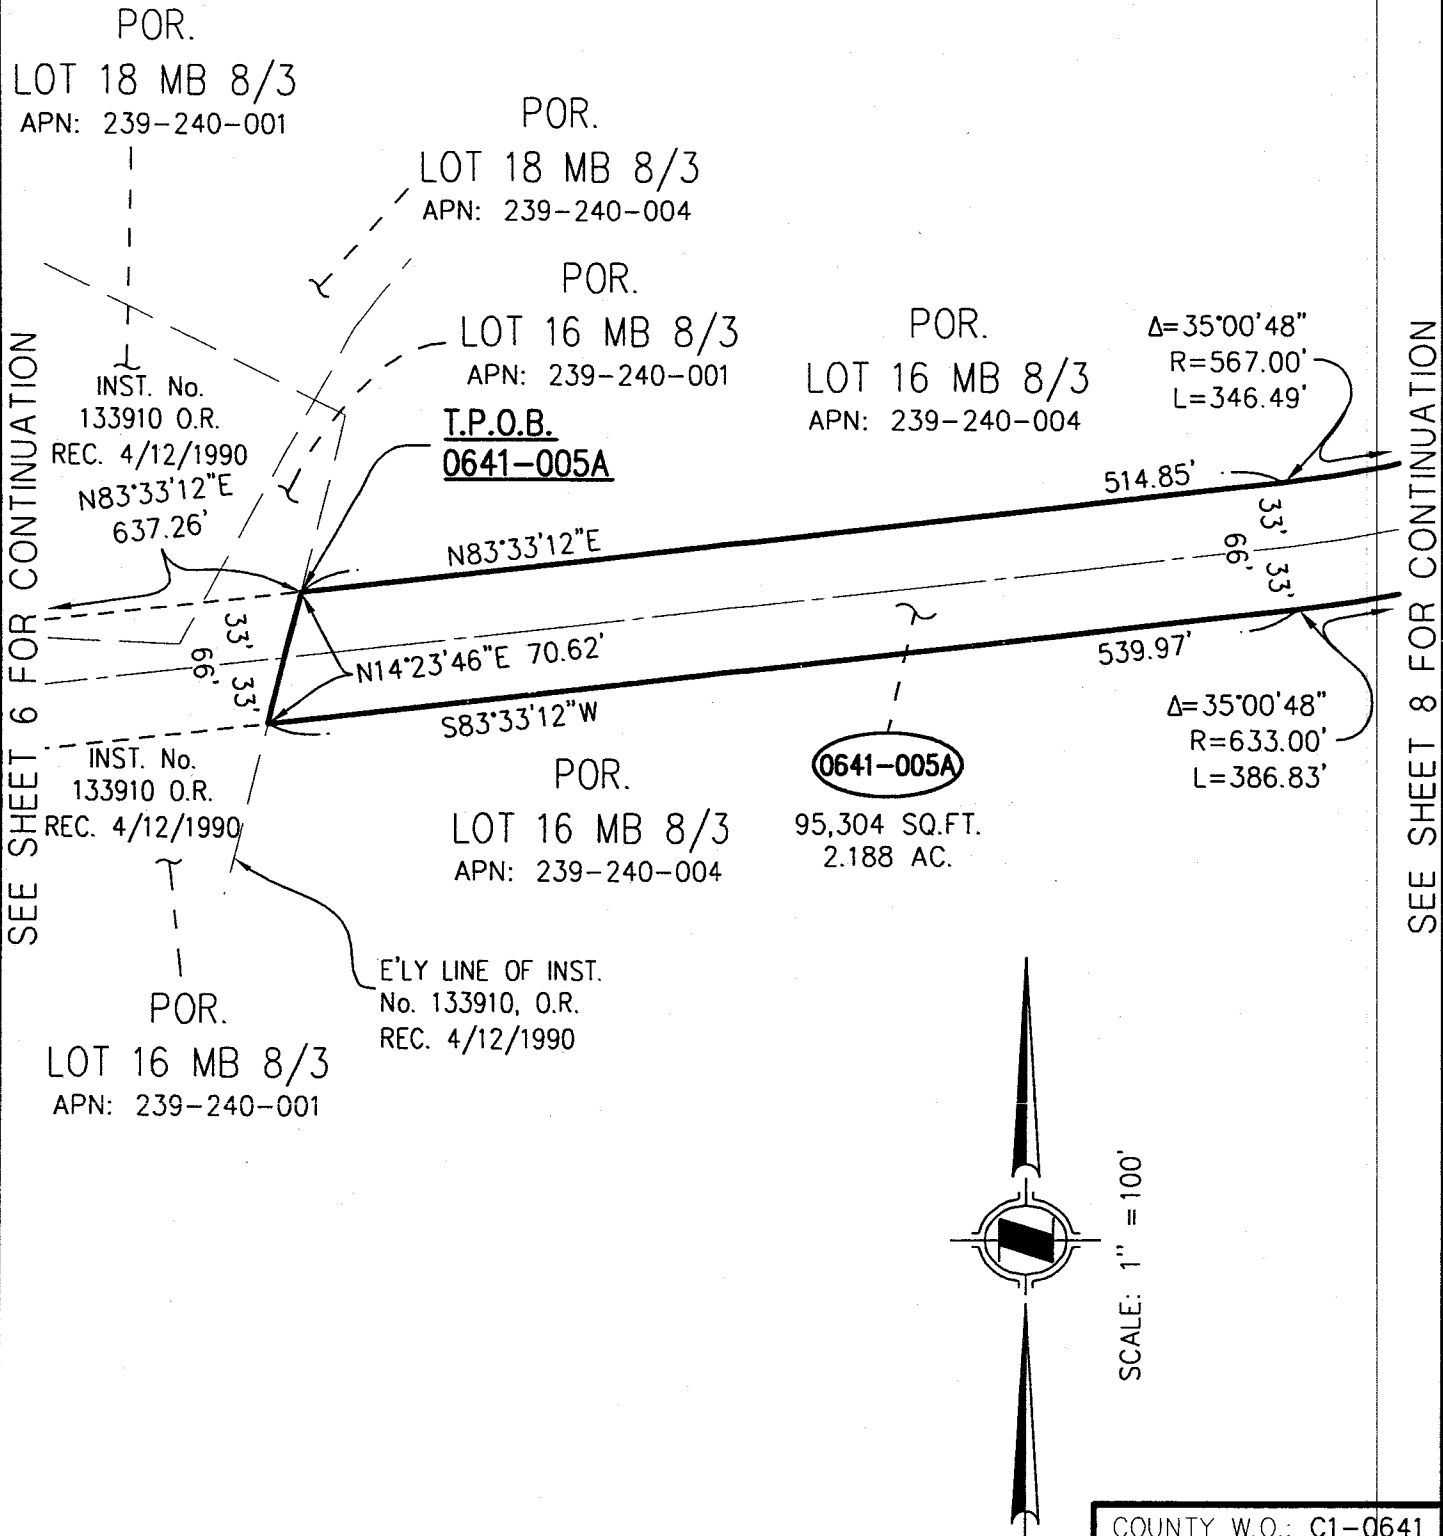 POR.
LOT 18 MB 8/3
APN: 239-240-001
POR.
LOT 18 MB 8/3
APN: 239-240-004
POR.
LOT 16 MB 8/3
APN: 239-240-001
POR.
LOT 16 MB 8/3
APN: 239-240-004
Δ=35°00'48"
R=567.00'
L=346.49'
SEE SHEET 6 FOR CONTINUATION
INST. No.
133910 O.R.
REC. 4/12/1990
N83°33'12"E
637.26'
T.P.O.B.
0641-005A
514.85'
N83°33'12"E
33'
66'
33'
33'
66'
33'
N14°23'46"E 70.62'
539.97'
S83°33'12"W
Δ=35°00'48"
R=633.00'
L=386.83'
SEE SHEET 8 FOR CONTINUATION
INST. No.
133910 O.R.
REC. 4/12/1990
POR.
LOT 16 MB 8/3
APN: 239-240-004
0641-005A
95,304 SQ.FT.
2.188 AC.
E'LY LINE OF INST.
No. 133910, O.R.
REC. 4/12/1990
POR.
LOT 16 MB 8/3
APN: 239-240-001
SCALE: 1" =100'
COUNTY W.O.: C1-0641